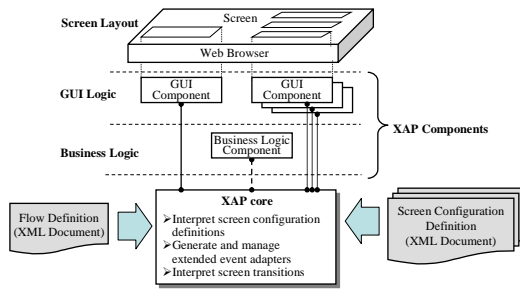 Screen Layout
Screen
Web Browser
GUI Logic
GUI
Component
GUI
Component
XAP Components
Business Logic
Business Logic
Component
XAP core
➢Interpret screen configuration
definitions
➢Generate and manage
extended event adapters
➢Interpret screen transitions
Flow Definition
(XML Document)
Screen Configuration
Definition
(XML Document)